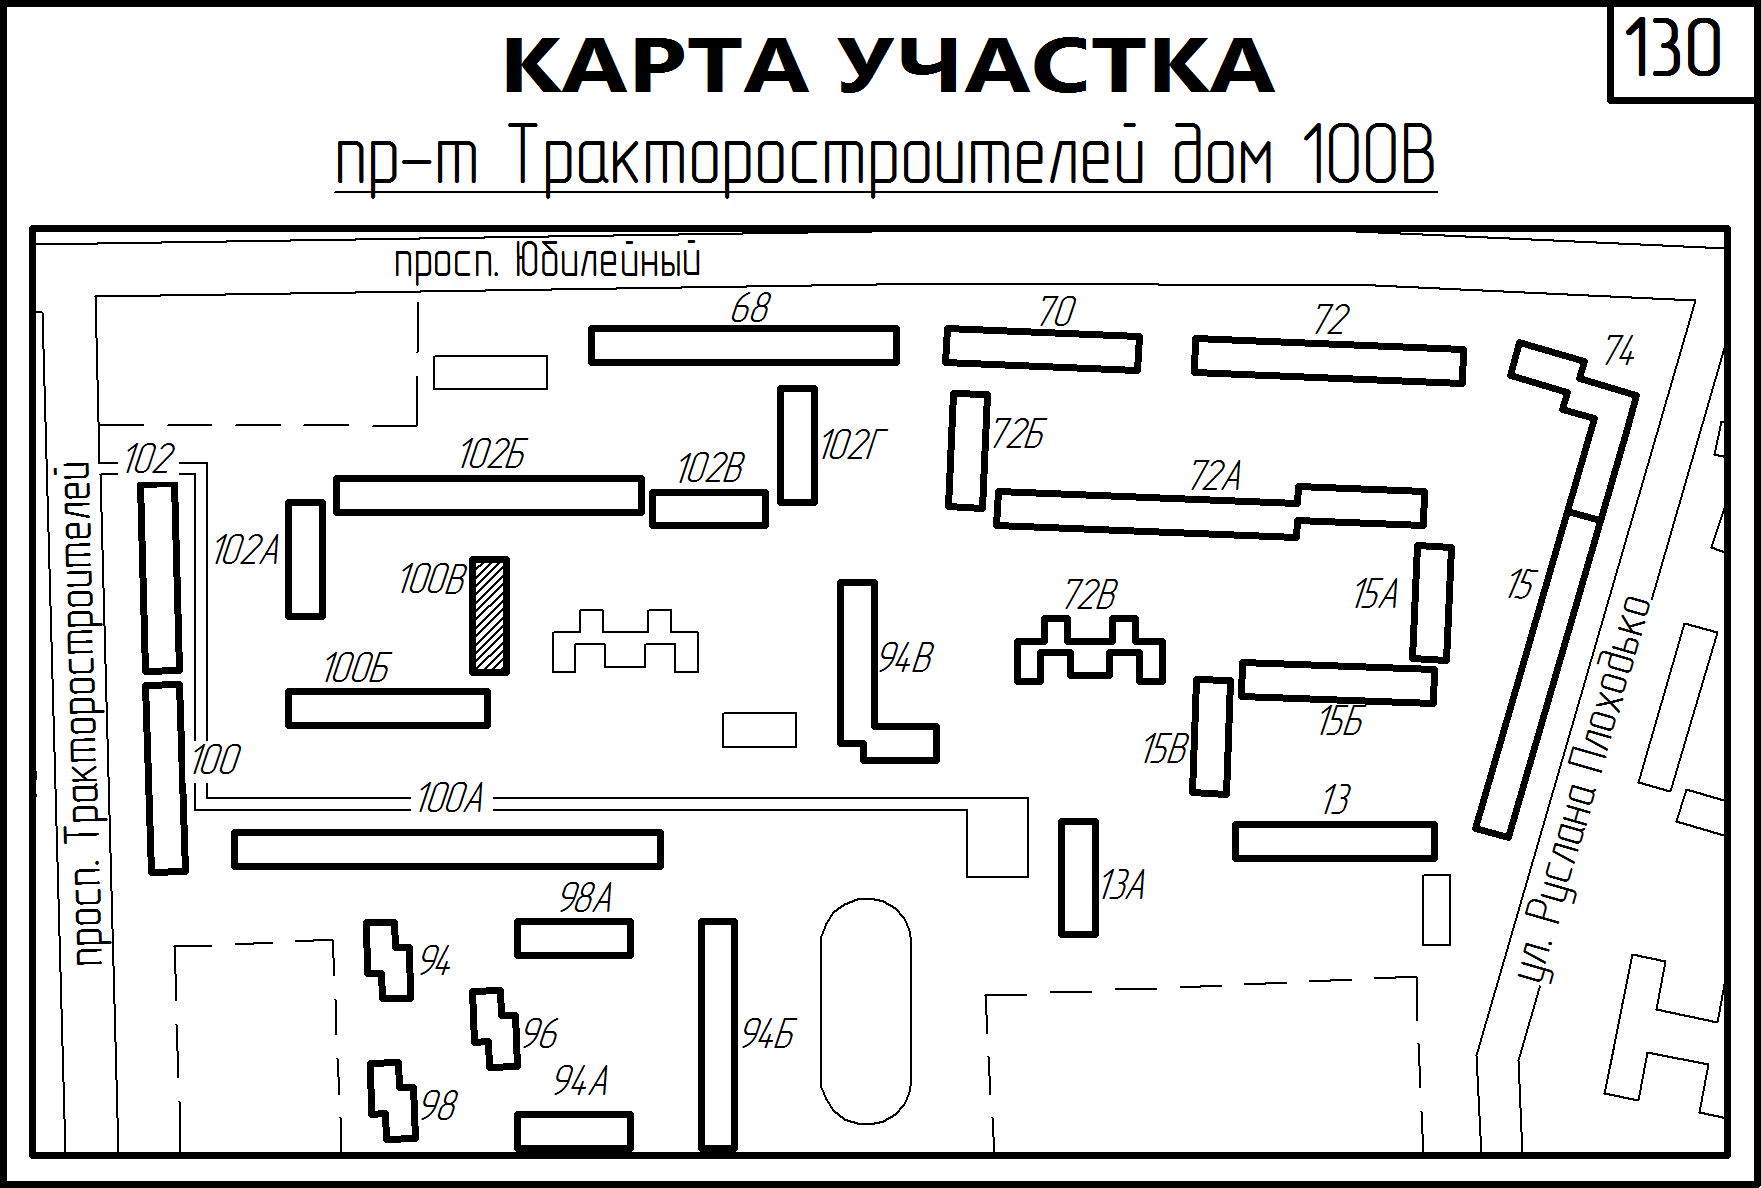 130
КАРТА УЧАСТКА
пр-т Тракторостроителей дом 100В
просп. Юбилейный
68
70
72
74
102
102Б
102В
102Г
72Б
72А
102А
100В
15А
15
72В
100Б
94В
15Б
15В
100
100А
13
13А
98А
94
96
94Б
94А
98
просп. Тракторостроителей
ул. Руслана Плоходько